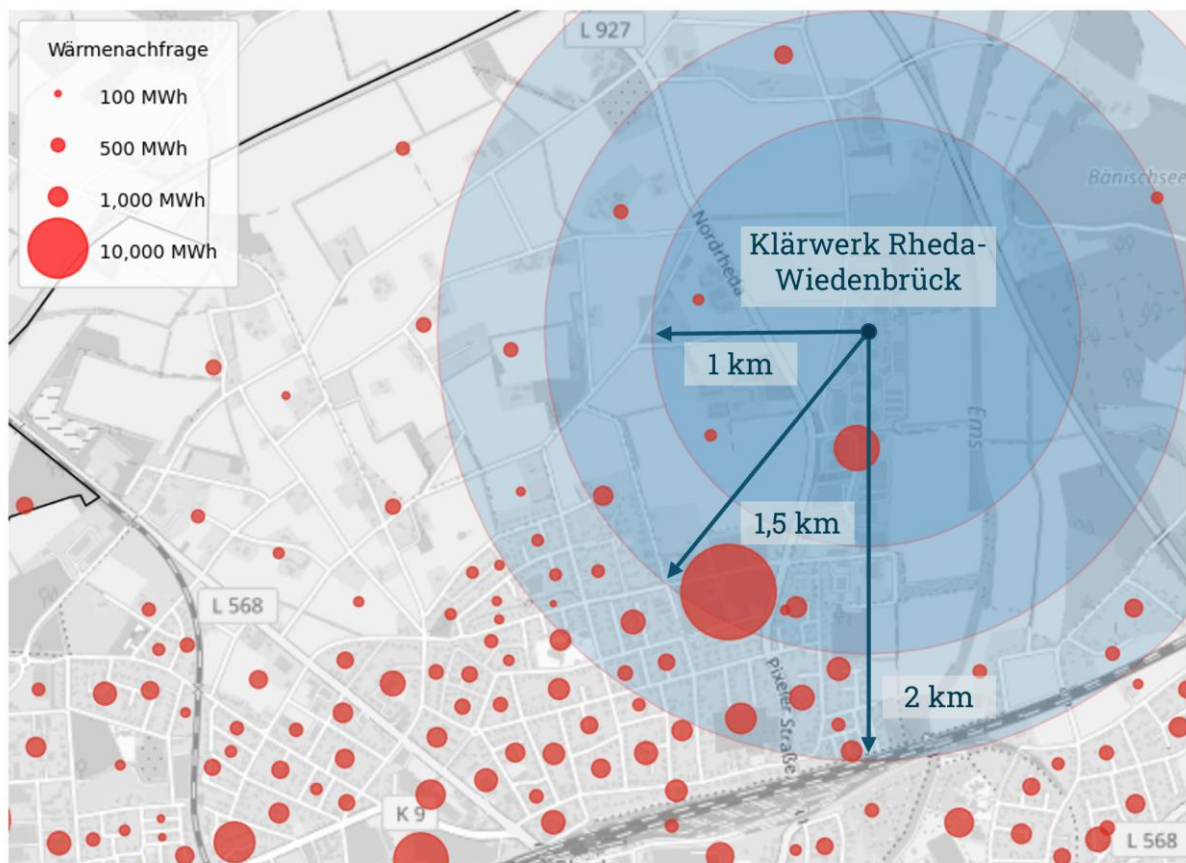 Wärmenachfrage
100 MWh
500 MWh
1,000 MWh
10,000 MWh
L 927
Bänischsee
Nordrheda
Klärwerk Rheda-
Wiedenbrück
1 km
Ems
1,5 km
L 568
Pixeler Straße
2 km
K 9
L 568